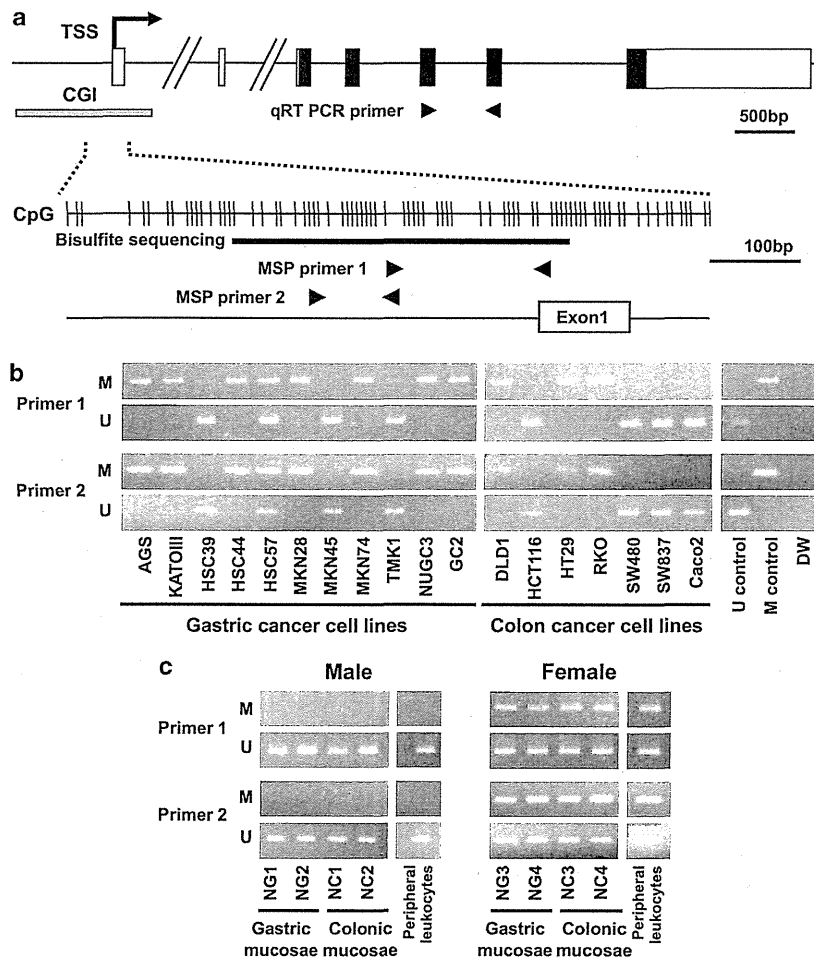 a
TSS
CGI
qRT PCR primer
500bp
CpG
Bisulfite sequencing
100bp
MSP primer 1
MSP primer 2
Exon1
b
Primer 1
M
U
Primer 2
M
U
AGS
KATOIII
HSC39
HSC44
HSC57
MKN28
MKN45
MKN74
TMK1
NUGC3
GC2
DLD1
HCT116
HT29
RKO
SW480
SW837
Caco2
U control
M control
DW
Gastric cancer cell lines
Colon cancer cell lines
c
Male
Female
Primer 1
M
U
Primer 2
M
U
NG1
NG2
NC1
NC2
Peripheral
leukocytes
NG3
NG4
NC3
NC4
Peripheral
leukocytes
Gastric
mucosae
Colonic
mucosae
Gastric
mucosae
Colonic
mucosae